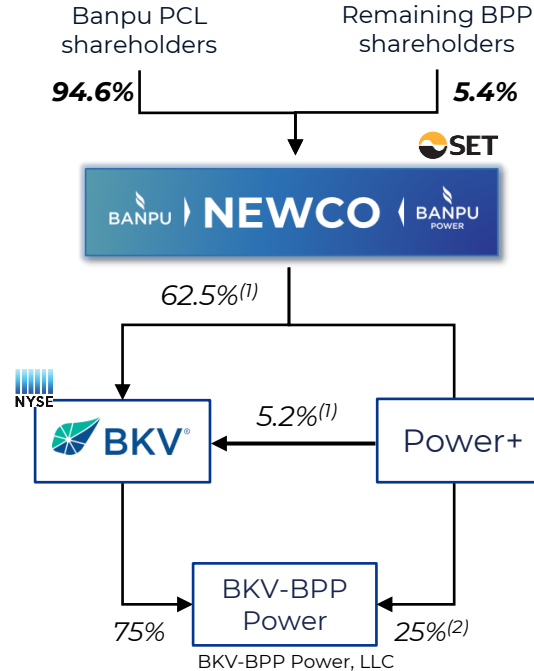 Banpu PCL
shareholders
Remaining BPP
shareholders
94.6%
5.4%
SET
BANPU
NEWCO
BANPU
POWER
62.5%(1)
NYSE
BKV®
5.2%(1)
Power+
BKV-BPP
Power
75%
25%(2)
BKV-BPP Power, LLC